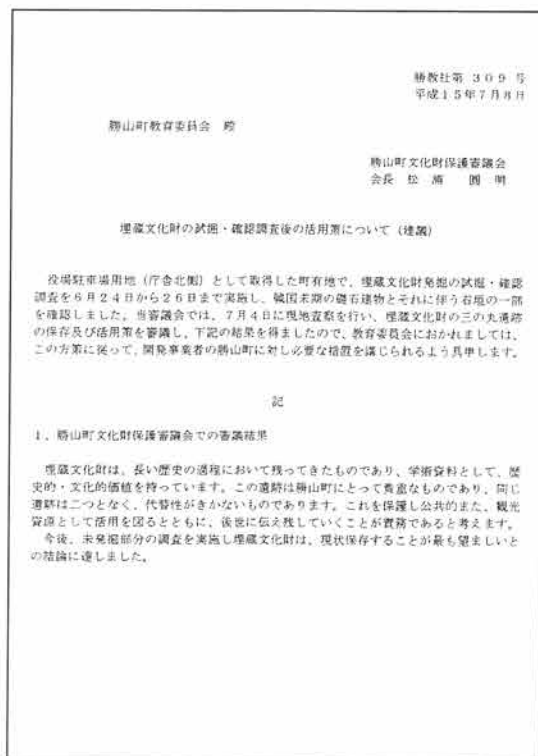 勝教社第 309 号
平成15年7月8日
勝山町教育委員会 殿
勝山町文化財保護審議会
会長 松浦 圓明
埋蔵文化財の試掘・確認調査後の活用策について（建議）
役場駐車場用地（庁舎北側）として取得した町有地で、埋蔵文化財発掘の試掘・確認
調査を6月24日から26日まで実施し、戦国末期の礎石建物とそれに伴う石垣の一部
を確認しました。当審議会では、7月4日に現地査察を行い、埋蔵文化財の三の丸遺跡
の保存及び活用策を審議し、下記の結果を得ましたので、教育委員会におかれましては、
この方策に従って、開発事業者の勝山町に対し必要な措置を講じられるよう具申します。
記
1．勝山町文化財保護審議会での審議結果
埋蔵文化財は、長い歴史の過程において残ってきたものであり、学術資料として、歴
史的・文化的価値を持っています。この遺跡は勝山町にとって貴重なものであり、同じ
遺跡は二つとなく、代替性がきかないものであります。これを保護し公共的また、観光
資源として活用を図るとともに、後世に伝え残していくことが責務であると考えます。
今後、未発掘部分の調査を実施し埋蔵文化財は、現状保存することが最も望ましいと
の結論に達しました。